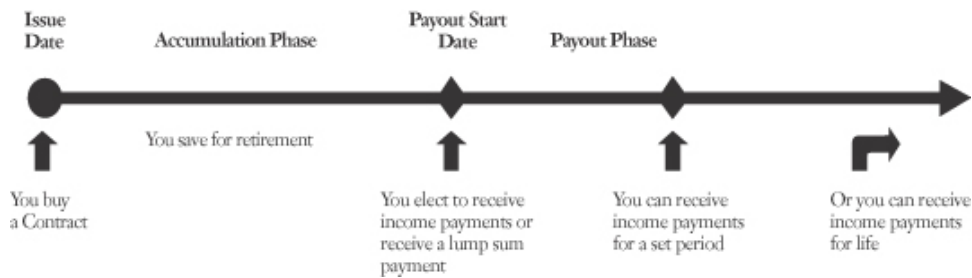 Issue
Date
Accumulation Phase
Payout Start
Date
Payout Phase
You save for retirement
You buy
a Contract
You elect to receive
income payments or
receive a lump sum
payment
You can receive
income payments
for a set period
Or you can receive
income payments
for life